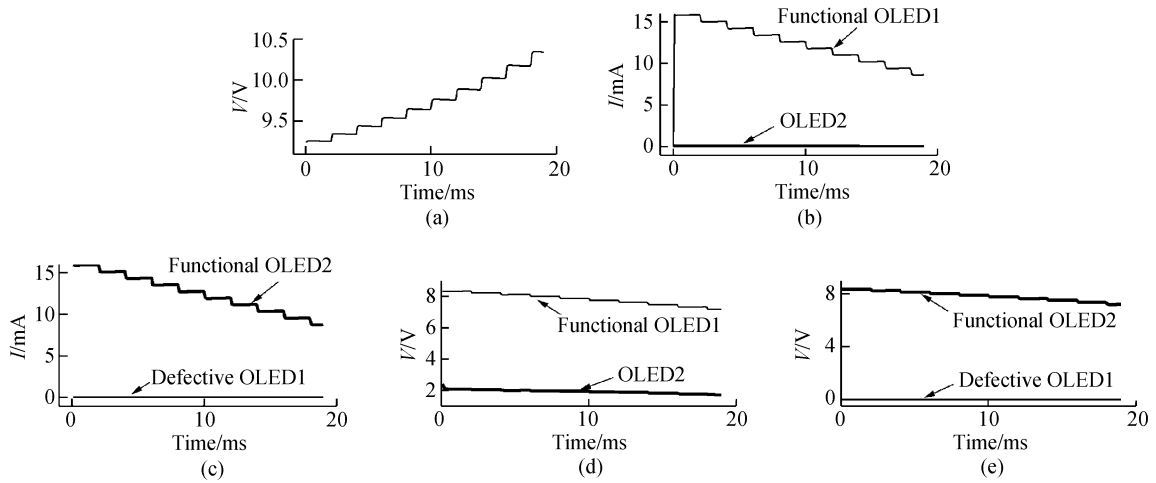 10.5
10.0
9.5
V/V
0
10
20
Time/ms
(a)
15
10
5
0
I/mA
Functional OLED1
OLED2
0
10
20
Time/ms
(b)
15
10
5
0
I/mA
Functional OLED2
Defective OLED1
0
10
20
Time/ms
(c)
8
6
4
2
V/V
Functional OLED1
OLED2
0
10
20
Time/ms
(d)
8
4
0
V/V
Functional OLED2
Defective OLED1
0
10
20
Time/ms
(e)